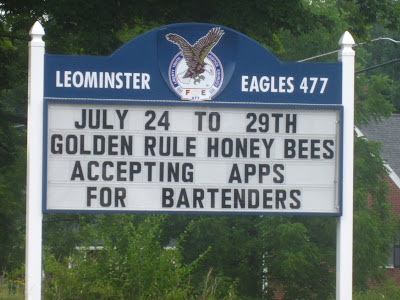 LEOMINSTER EAGLES 477
F E
JULY 24 TO 29TH
GOLDEN RULE HONEY BEES
ACCEPTING APPS
FOR BARTENDERS